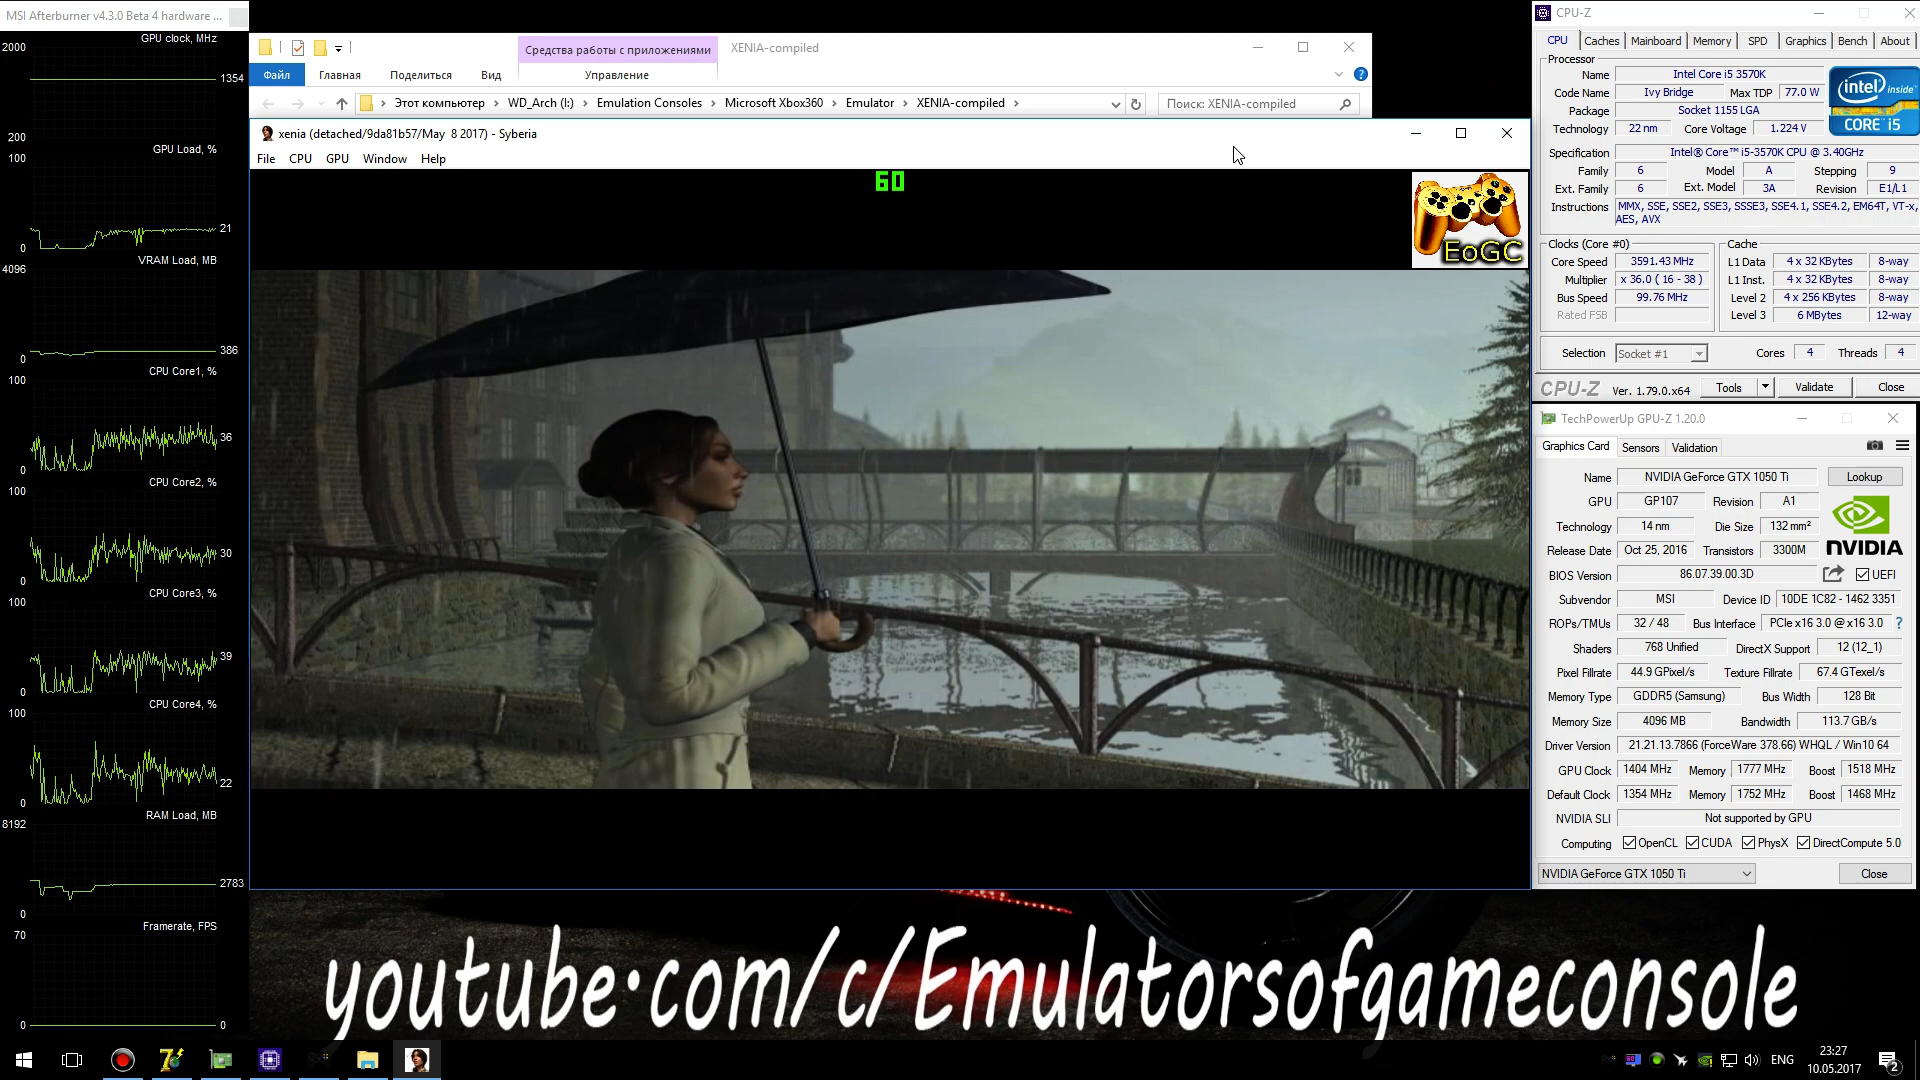 MSI Afterburner v4.3.0 Beta 4 hardware ...
GPU clock, MHz
2000
1354
200
GPU Load, %
100
21
0
VRAM Load, MB
4096
386
0
CPU Core1, %
100
36
0
CPU Core2, %
100
30
0
CPU Core3, %
100
39
0
CPU Core4, %
100
22
0
RAM Load, MB
8192
2783
0
Framerate, FPS
70
0
0
Средства работы с приложениями
XENIA-compiled
Файл Главная Поделиться Вид Управление
Этот компьютер > WD_Arch (I:) > Emulation Consoles > Microsoft Xbox360 > Emulator > XENIA-compiled >
Поиск: XENIA-compiled
xenia (detached/9da81b57/May 8 2017) - Syberia
File CPU GPU Window Help
60
EoGC
CPU-Z
CPU Caches Mainboard Memory SPD Graphics Bench About
Processor
Name Intel Core i5 3570K
Code Name Ivy Bridge Max TDP 77.0 W
Package Socket 1155 LGA
Technology 22 nm Core Voltage 1.224 V
intel inside
CORE i5
Specification Intel® Core™ i5-3570K CPU @ 3.40GHz
Family 6 Model A Stepping 9
Ext. Family 6 Ext. Model 3A Revision E1/L1
Instructions MMX, SSE, SSE2, SSE3, SSSE3, SSE4.1, SSE4.2, EM64T, VT-x,
AES, AVX
Clocks (Core #0) Cache
Core Speed 3591.43 MHz L1 Data 4 x 32 KBytes 8-way
Multiplier x 36.0 ( 16 - 38 ) L1 Inst. 4 x 32 KBytes 8-way
Bus Speed 99.76 MHz Level 2 4 x 256 KBytes 8-way
Rated FSB Level 3 6 MBytes 12-way
Selection Socket #1 Cores 4 Threads 4
CPU-Z Ver. 1.79.0.x64 Tools Validate Close
TechPowerUp GPU-Z 1.20.0
Graphics Card Sensors Validation
Name NVIDIA GeForce GTX 1050 Ti Lookup
GPU GP107 Revision A1
Technology 14 nm Die Size 132 mm²
Release Date Oct 25, 2016 Transistors 3300M
NVIDIA
BIOS Version 86.07.39.00.3D UEFI
Subvendor MSI Device ID 10DE 1C82 - 1462 3351
ROPs/TMUs 32 / 48 Bus Interface PCIe x16 3.0 @ x16 3.0 ?
Shaders 768 Unified DirectX Support 12 (12_1)
Pixel Fillrate 44.9 GPixel/s Texture Fillrate 67.4 GTexel/s
Memory Type GDDR5 (Samsung) Bus Width 128 Bit
Memory Size 4096 MB Bandwidth 113.7 GB/s
Driver Version 21.21.13.7866 (ForceWare 378.66) WHQL / Win10 64
GPU Clock 1404 MHz Memory 1777 MHz Boost 1518 MHz
Default Clock 1354 MHz Memory 1752 MHz Boost 1468 MHz
NVIDIA SLI Not supported by GPU
Computing OpenCL CUDA PhysX DirectCompute 5.0
NVIDIA GeForce GTX 1050 Ti Close
youtube.com/c/Emulatorsofgameconsole
ENG
23:27
10.05.2017
2